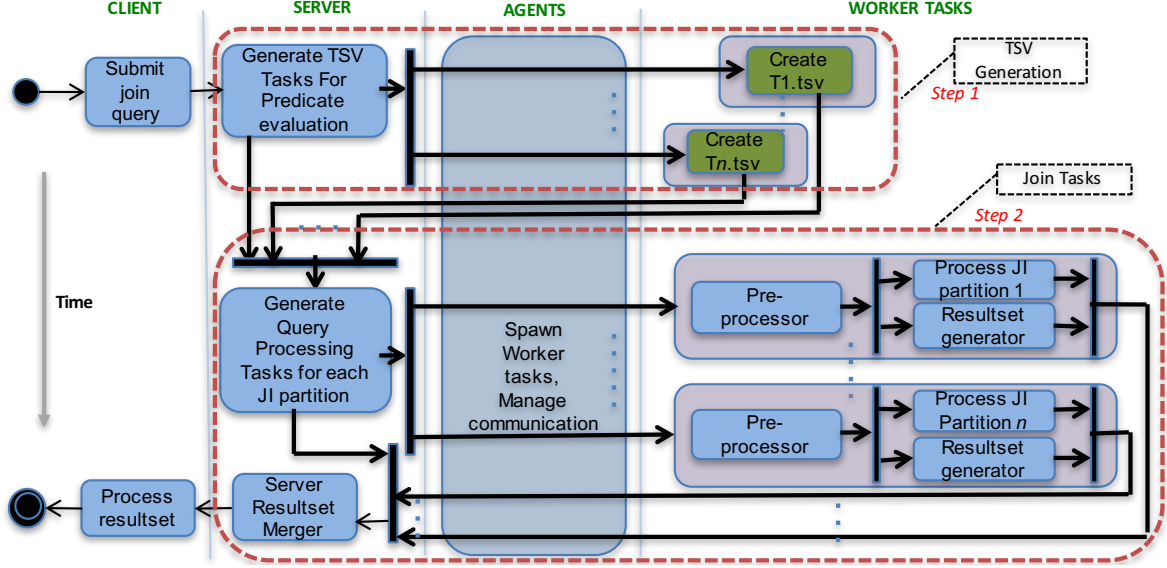 CLIENT
SERVER
AGENTS
WORKER TASKS
Submit
join
query
Generate TSV
Tasks For
Predicate
evaluation
Create
T1.tsv
Create
Tn.tsv
TSV
Generation
Step 1
Join Tasks
Step 2
Time
Generate
Query
Processing
Tasks for each
JI partition
Spawn
Worker
tasks,
Manage
communication
Pre-
processor
Process JI
partition 1
Resultset
generator
Pre-
processor
Process JI
Partition n
Resultset
generator
Server
Resultset
Merger
Process
resultset